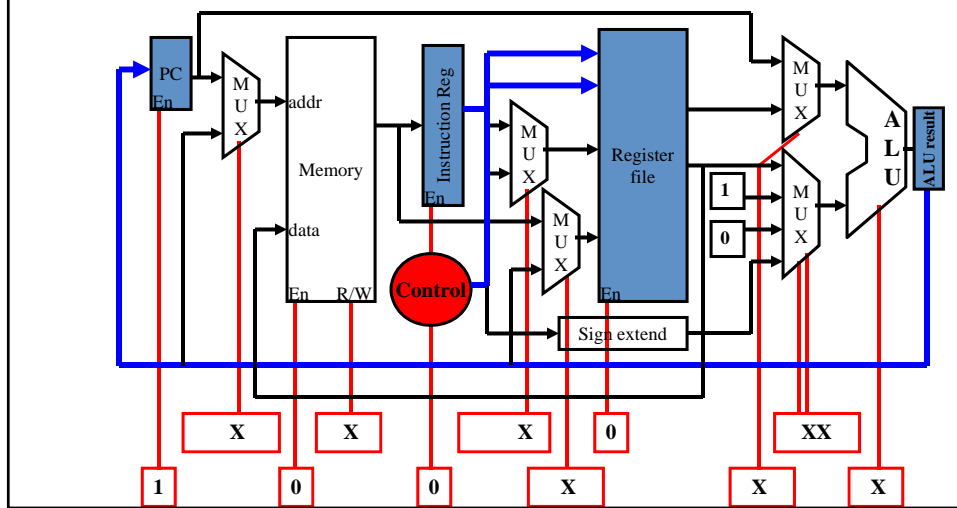 PC
En
M
U
X
addr
Memory
data
En
R/W
Instruction Reg
En
Control
M
U
X
M
U
X
Register
file
En
Sign extend
M
U
X
1
0
M
U
X
A
L
U
ALU result
X
X
X
0
XX
1
0
0
X
X
X